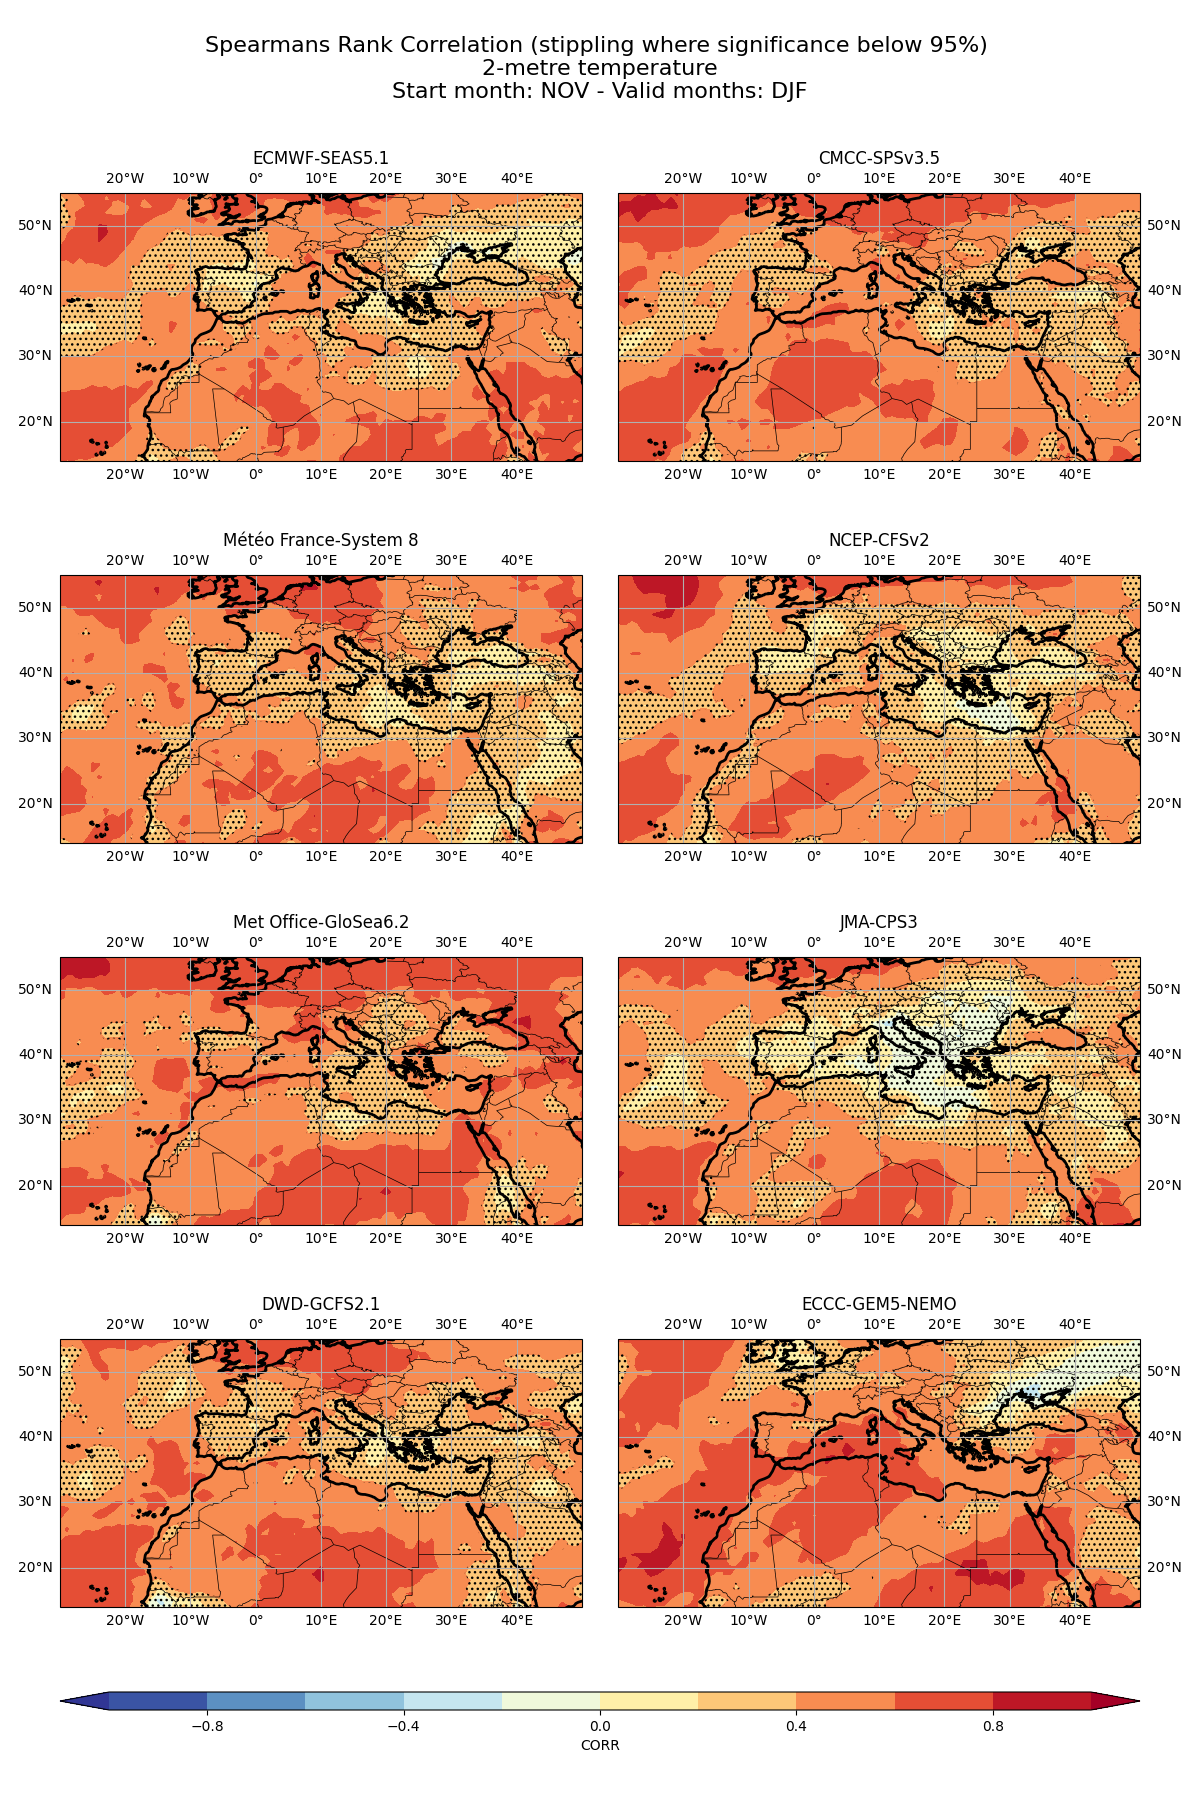 Spearmans Rank Correlation (stippling where significance below 95%)
2-metre temperature
Start month: NOV - Valid months: DJF
ECMWF-SEAS5.1
20°W 10°W 0° 10°E 20°E 30°E 40°E
50°N
40°N
30°N
20°N
20°W 10°W 0° 10°E 20°E 30°E 40°E
CMCC-SPSv3.5
20°W 10°W 0° 10°E 20°E 30°E 40°E
50°N
40°N
30°N
20°N
20°W 10°W 0° 10°E 20°E 30°E 40°E
Météo France-System 8
20°W 10°W 0° 10°E 20°E 30°E 40°E
50°N
40°N
30°N
20°N
20°W 10°W 0° 10°E 20°E 30°E 40°E
NCEP-CFSv2
20°W 10°W 0° 10°E 20°E 30°E 40°E
50°N
40°N
30°N
20°N
20°W 10°W 0° 10°E 20°E 30°E 40°E
Met Office-GloSea6.2
20°W 10°W 0° 10°E 20°E 30°E 40°E
50°N
40°N
30°N
20°N
20°W 10°W 0° 10°E 20°E 30°E 40°E
JMA-CPS3
20°W 10°W 0° 10°E 20°E 30°E 40°E
50°N
40°N
30°N
20°N
20°W 10°W 0° 10°E 20°E 30°E 40°E
DWD-GCFS2.1
20°W 10°W 0° 10°E 20°E 30°E 40°E
50°N
40°N
30°N
20°N
20°W 10°W 0° 10°E 20°E 30°E 40°E
ECCC-GEM5-NEMO
20°W 10°W 0° 10°E 20°E 30°E 40°E
50°N
40°N
30°N
20°N
20°W 10°W 0° 10°E 20°E 30°E 40°E
−0.8 −0.4 0.0 0.4 0.8
CORR